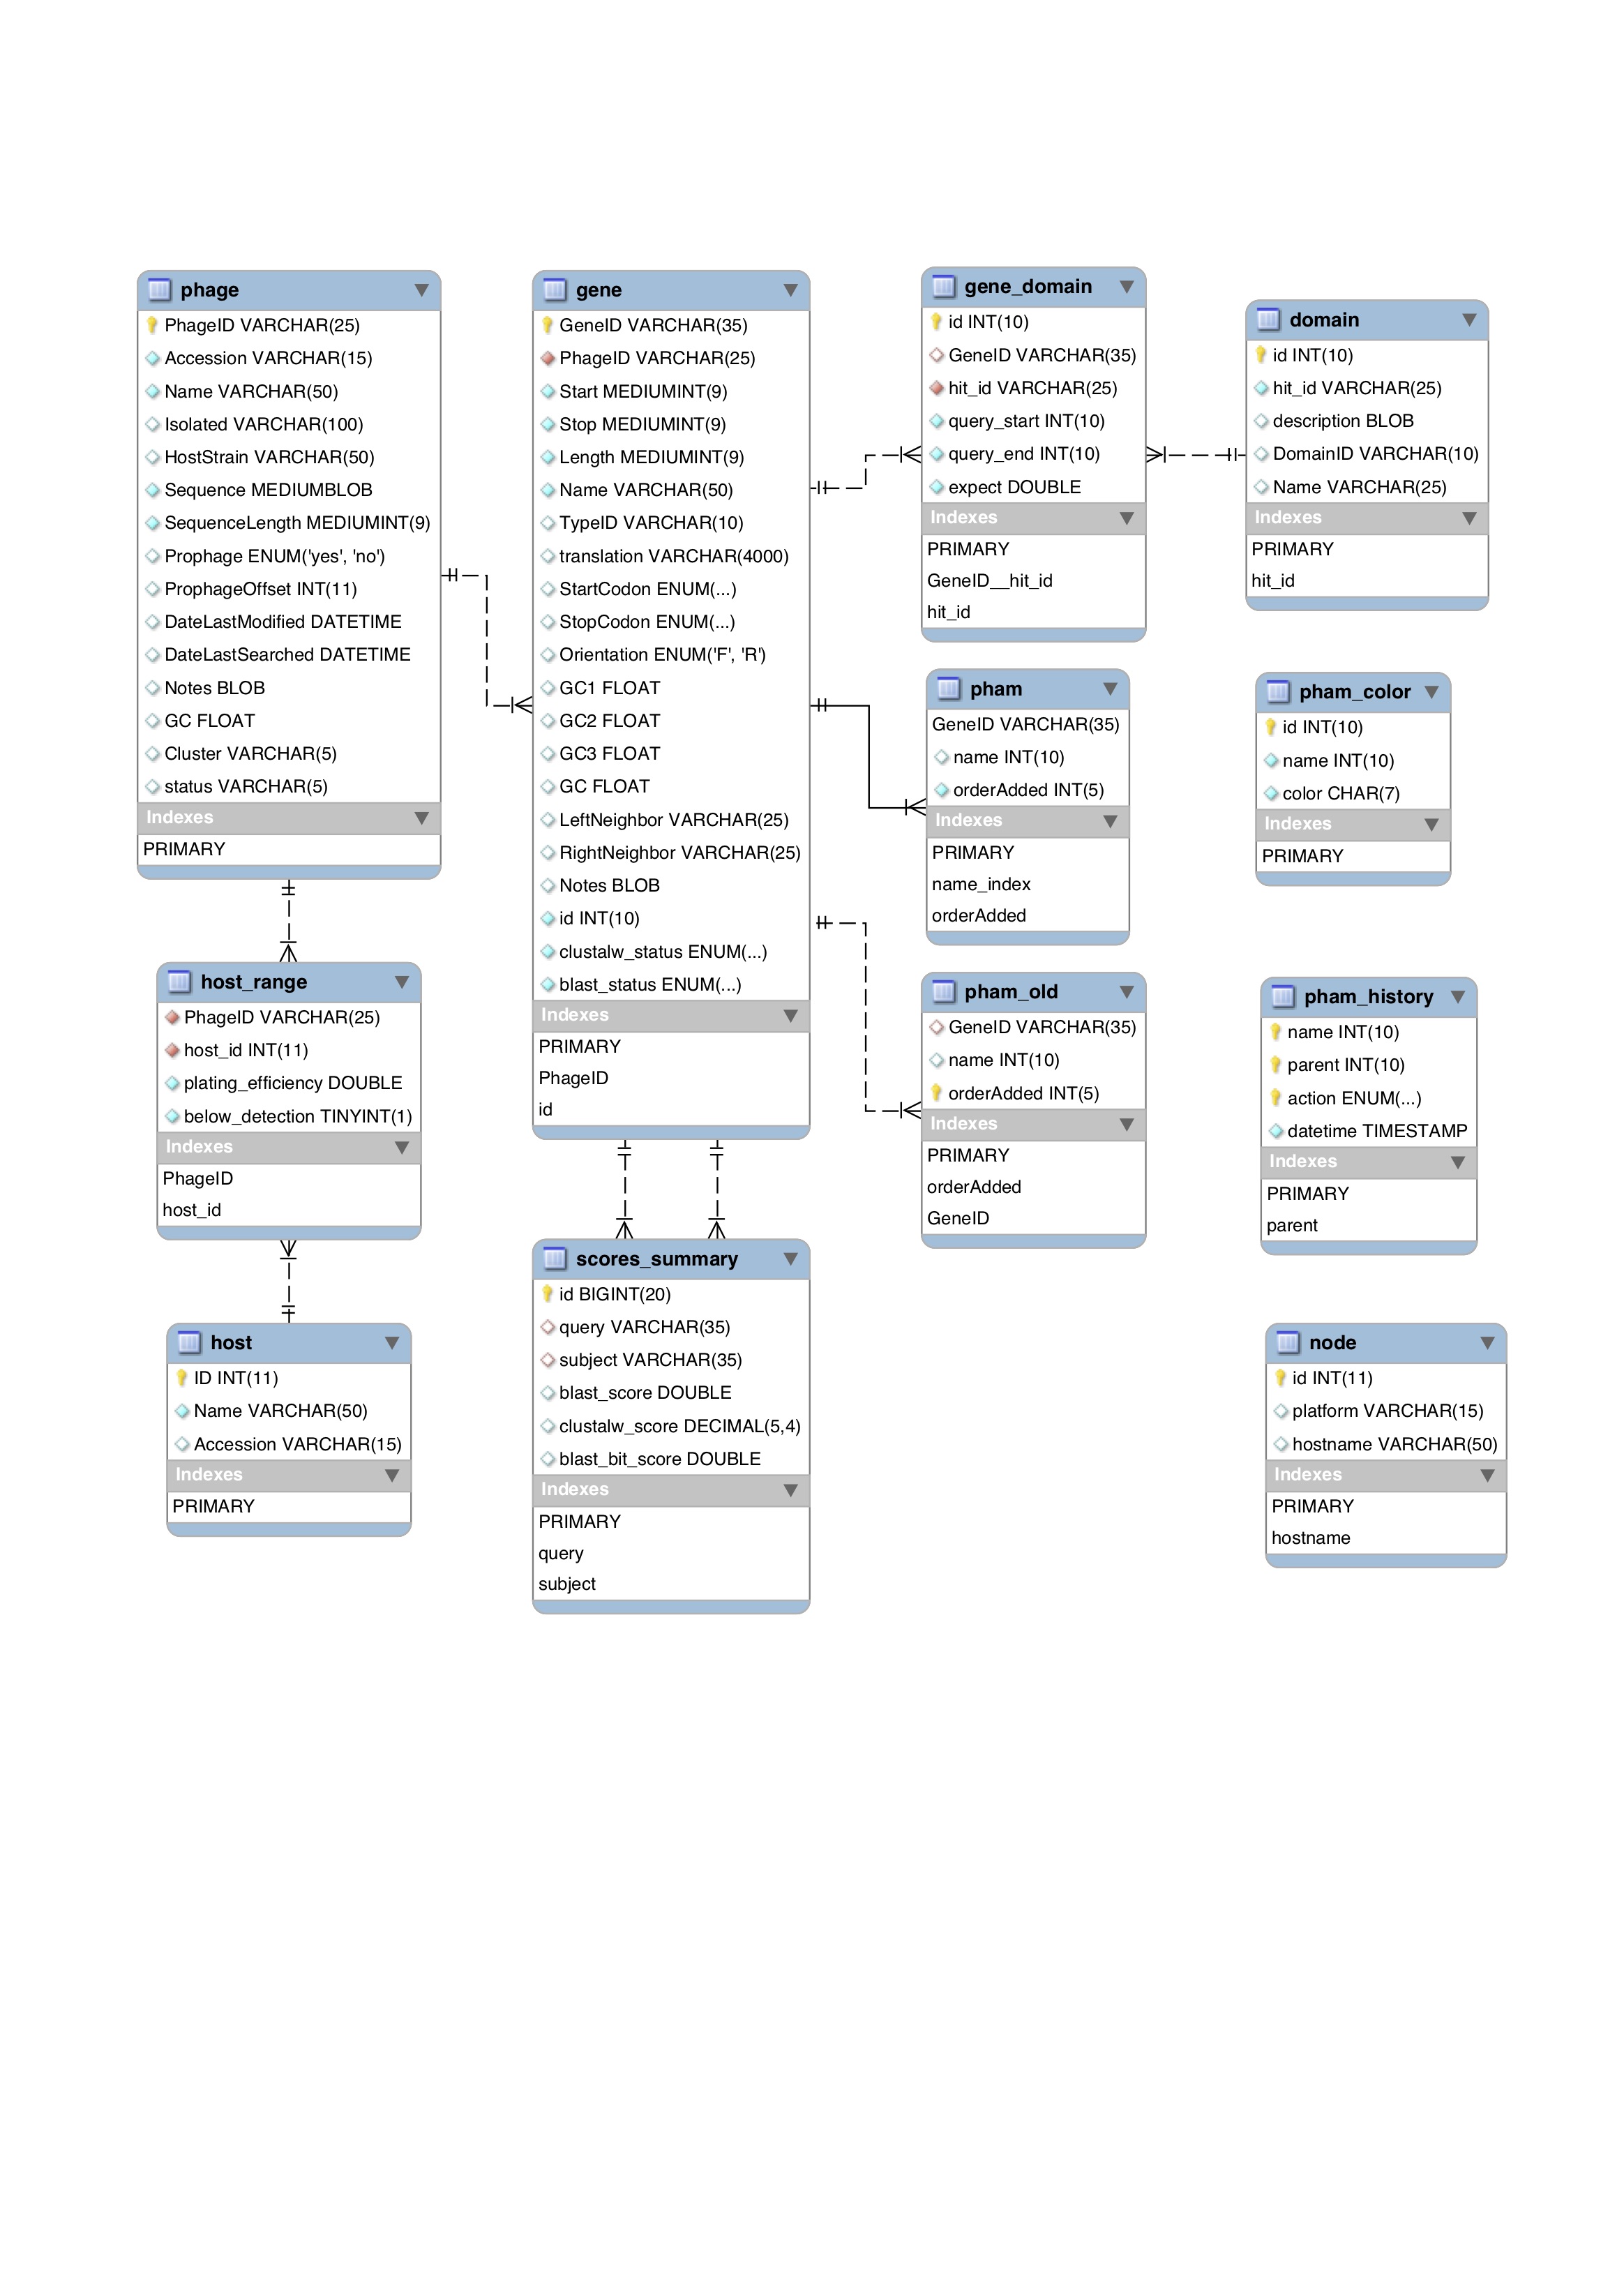 phage
PhageID VARCHAR(25)
Accession VARCHAR(15)
Name VARCHAR(50)
Isolated VARCHAR(100)
HostStrain VARCHAR(50)
Sequence MEDIUMBLOB
SequenceLength MEDIUMINT(9)
Prophage ENUM('yes', 'no')
ProphageOffset INT(11)
DateLastModified DATETIME
DateLastSearched DATETIME
Notes BLOB
GC FLOAT
Cluster VARCHAR(5)
status VARCHAR(5)
Indexes
PRIMARY
host_range
PhageID VARCHAR(25)
host_id INT(11)
plating_efficiency DOUBLE
below_detection TINYINT(1)
Indexes
PhageID
host_id
host
ID INT(11)
Name VARCHAR(50)
Accession VARCHAR(15)
Indexes
PRIMARY
gene
GeneID VARCHAR(35)
PhageID VARCHAR(25)
Start MEDIUMINT(9)
Stop MEDIUMINT(9)
Length MEDIUMINT(9)
Name VARCHAR(50)
TypeID VARCHAR(10)
translation VARCHAR(4000)
StartCodon ENUM(...)
StopCodon ENUM(...)
Orientation ENUM('F', 'R')
GC1 FLOAT
GC2 FLOAT
GC3 FLOAT
GC FLOAT
LeftNeighbor VARCHAR(25)
RightNeighbor VARCHAR(25)
Notes BLOB
id INT(10)
clustalw_status ENUM(...)
blast_status ENUM(...)
Indexes
PRIMARY
PhageID
id
scores_summary
id BIGINT(20)
query VARCHAR(35)
subject VARCHAR(35)
blast_score DOUBLE
clustalw_score DECIMAL(5,4)
blast_bit_score DOUBLE
Indexes
PRIMARY
query
subject
gene_domain
id INT(10)
GeneID VARCHAR(35)
hit_id VARCHAR(25)
query_start INT(10)
query_end INT(10)
expect DOUBLE
Indexes
PRIMARY
GeneID__hit_id
hit_id
pham
GeneID VARCHAR(35)
name INT(10)
orderAdded INT(5)
Indexes
PRIMARY
name_index
orderAdded
pham_old
GeneID VARCHAR(35)
name INT(10)
orderAdded INT(5)
Indexes
PRIMARY
orderAdded
GeneID
domain
id INT(10)
hit_id VARCHAR(25)
description BLOB
DomainID VARCHAR(10)
Name VARCHAR(25)
Indexes
PRIMARY
hit_id
pham_color
id INT(10)
name INT(10)
color CHAR(7)
Indexes
PRIMARY
pham_history
name INT(10)
parent INT(10)
action ENUM(...)
datetime TIMESTAMP
Indexes
PRIMARY
parent
node
id INT(11)
platform VARCHAR(15)
hostname VARCHAR(50)
Indexes
PRIMARY
hostname